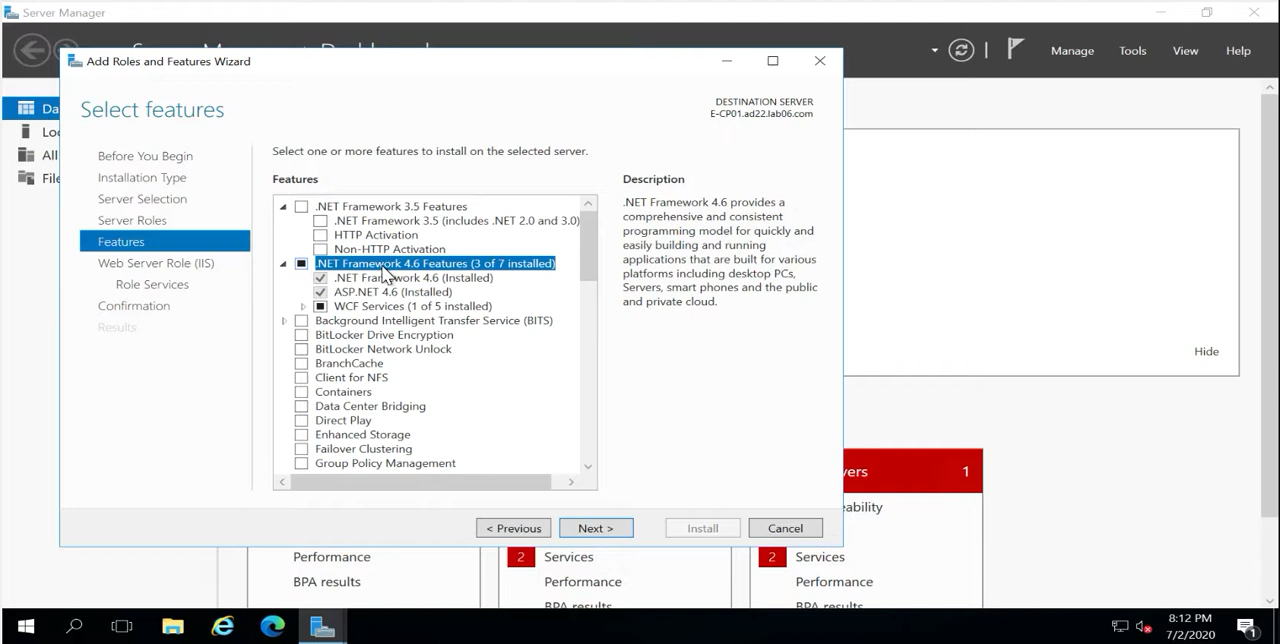 Server Manager
Manage
Tools
View
Help
Add Roles and Features Wizard
Select features
DESTINATION SERVER
E-CP01.ad22.lab06.com
Before You Begin
Installation Type
Server Selection
Server Roles
Features
Web Server Role (IIS)
Role Services
Confirmation
Results
Select one or more features to install on the selected server.
Features
.NET Framework 3.5 Features
.NET Framework 3.5 (includes .NET 2.0 and 3.0)
HTTP Activation
Non-HTTP Activation
.NET Framework 4.6 Features (3 of 7 installed)
.NET Framework 4.6 (Installed)
ASP.NET 4.6 (Installed)
WCF Services (1 of 5 installed)
Background Intelligent Transfer Service (BITS)
BitLocker Drive Encryption
BitLocker Network Unlock
BranchCache
Client for NFS
Containers
Data Center Bridging
Direct Play
Enhanced Storage
Failover Clustering
Group Policy Management
Description
.NET Framework 4.6 provides a
comprehensive and consistent
programming model for quickly and
easily building and running
applications that are built for various
platforms including desktop PCs,
Servers, smart phones and the public
and private cloud.
< Previous
Next >
Install
Cancel
Da
Loc
All
File
Hide
vers 1
eability
Performance
BPA results
2 Services
Performance
2 Services
Performance
BPA results
8:12 PM
7/2/2020
1